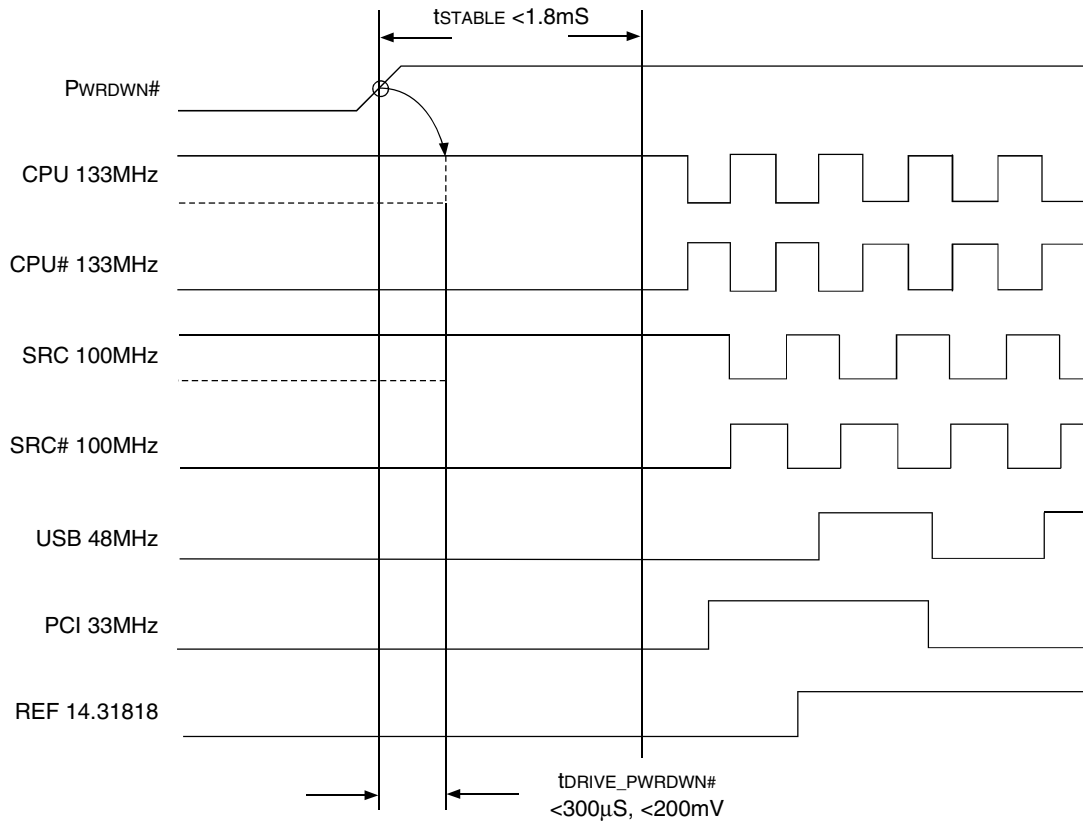 tSTABLE <1.8mS
PWRDWN#
CPU 133MHz
CPU# 133MHz
SRC 100MHz
SRC# 100MHz
USB 48MHz
PCI 33MHz
REF 14.31818
tDRIVE_PWRDWN#
<300µS, <200mV